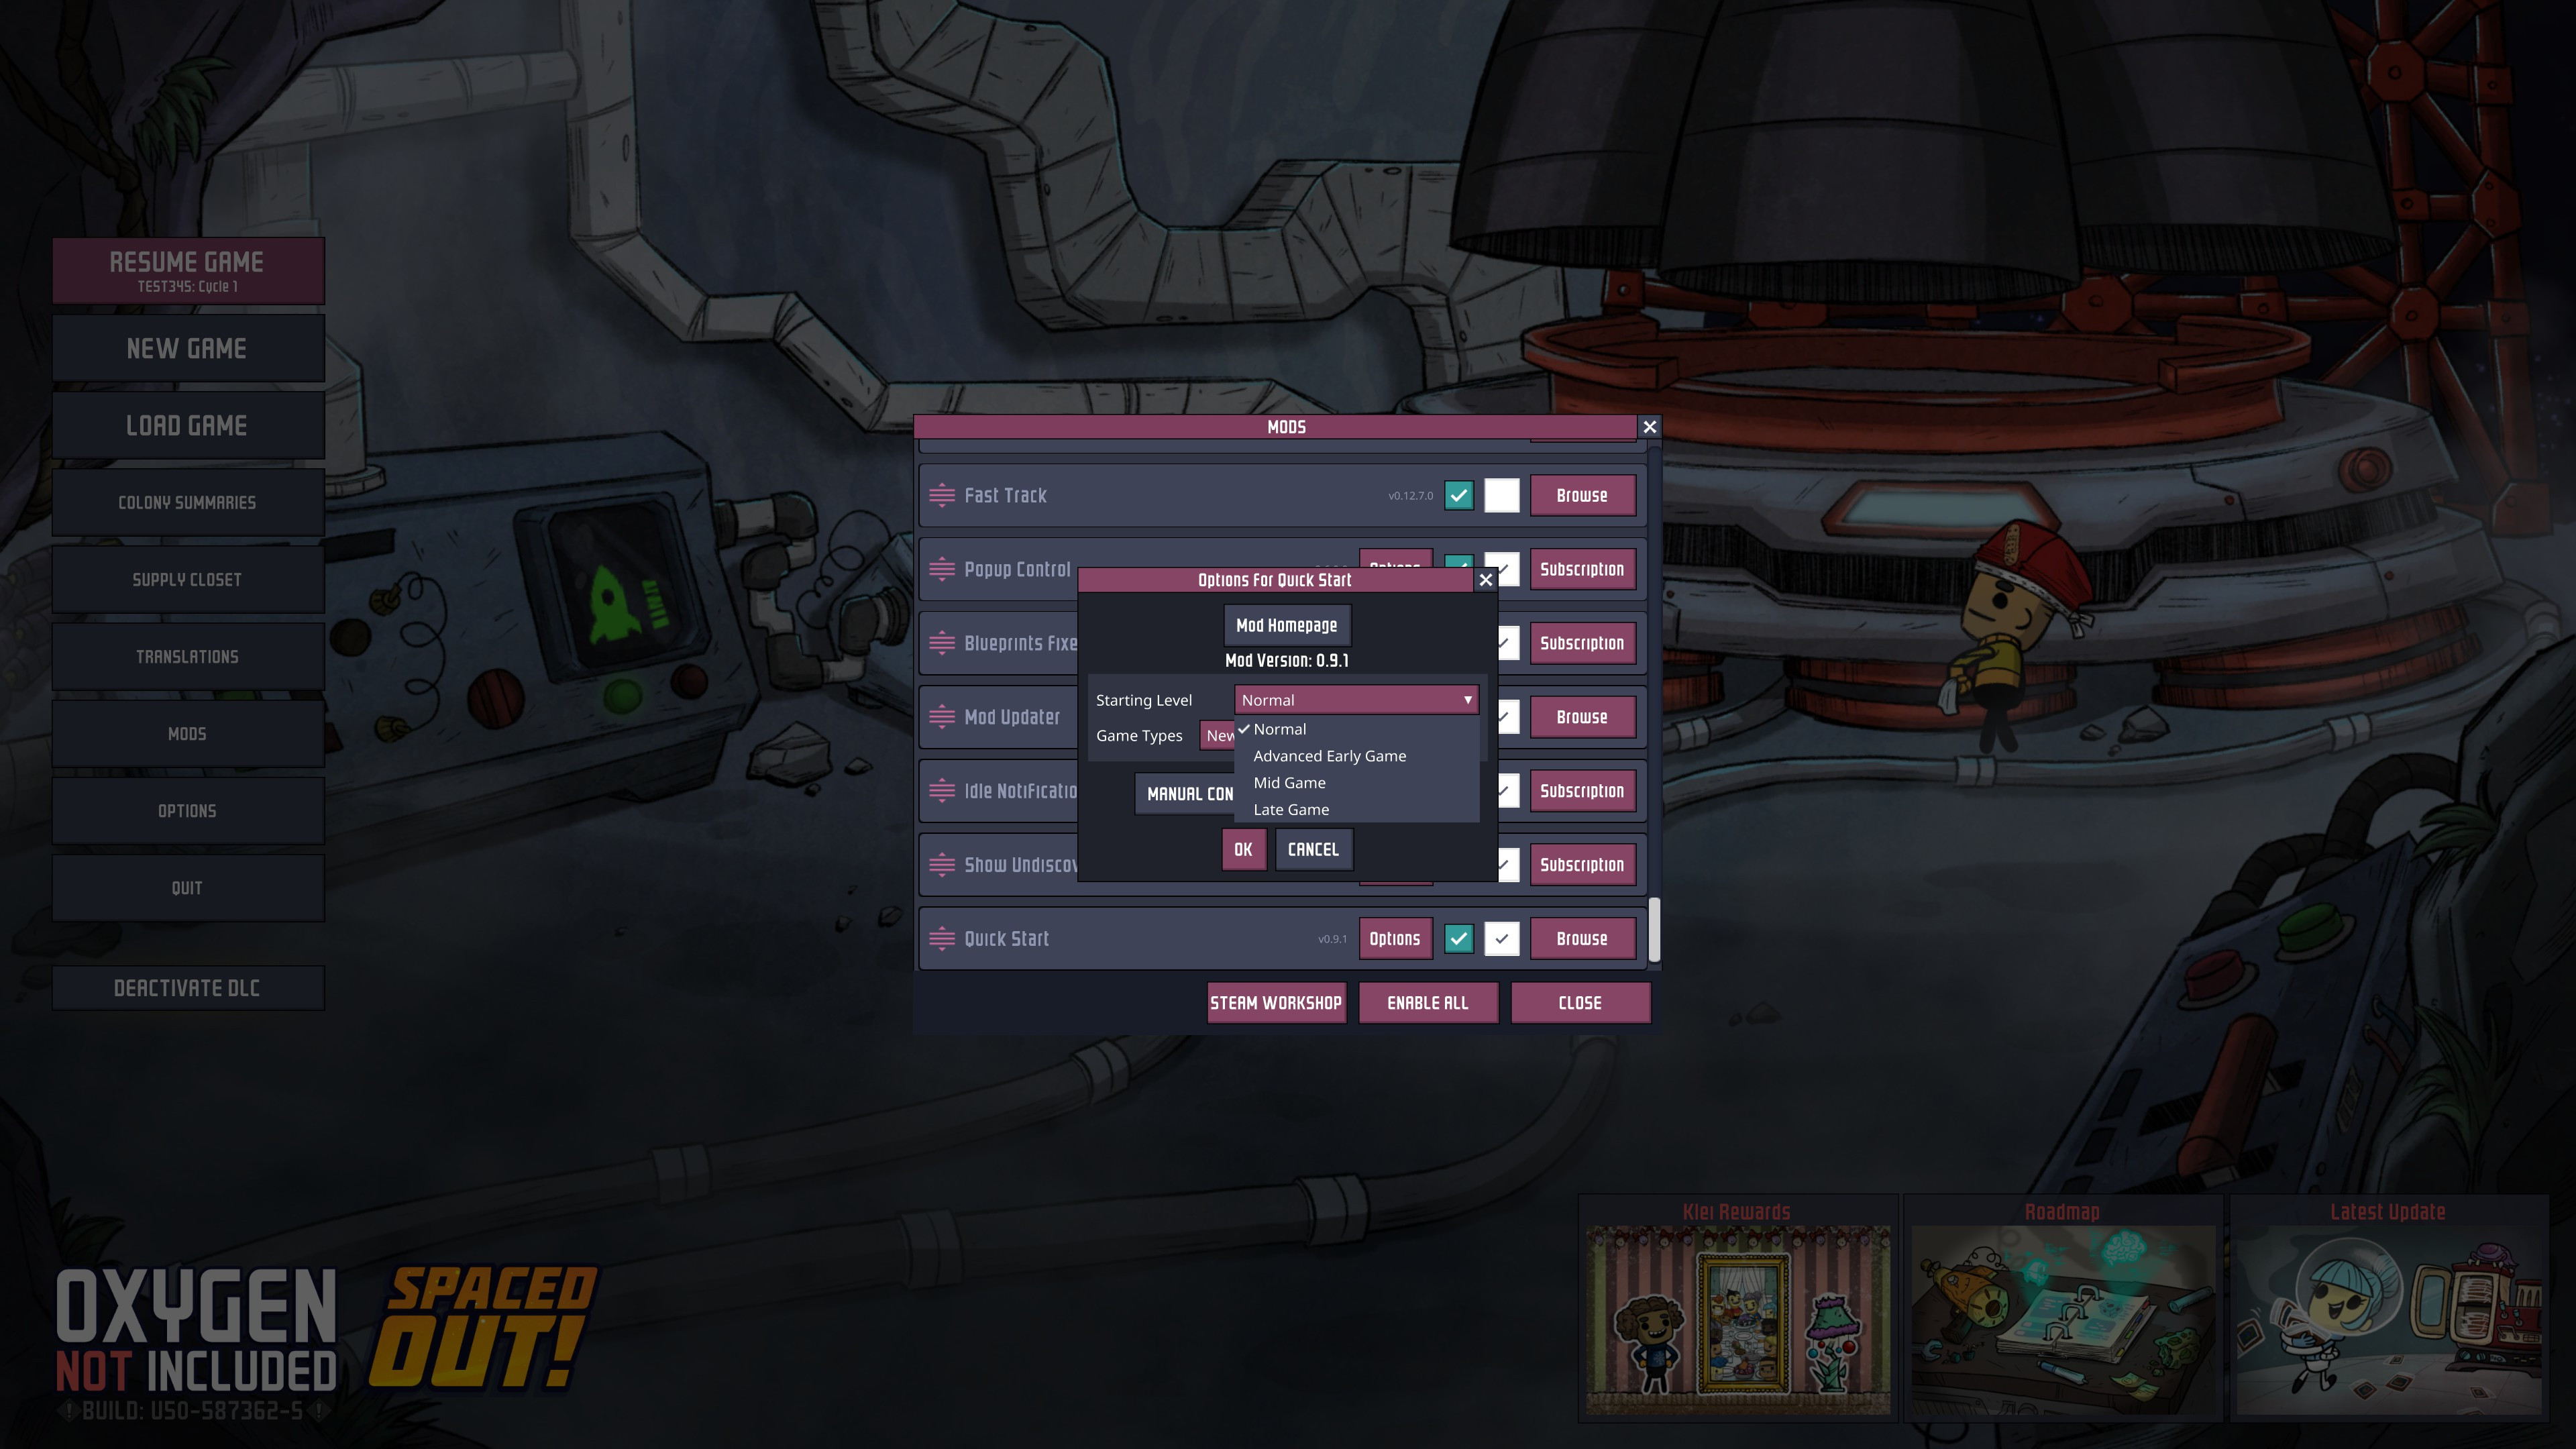 RESUME GAME
TEST345: Cycle 1
NEW GAME
LOAD GAME
COLONY SUMMARIES
SUPPLY CLOSET
TRANSLATIONS
MODS
OPTIONS
QUIT
DEACTIVATE DLC
MODS
Fast Track v0.12.7.0 Browse
Popup Control Subscription
Blueprints Subscription
Mod Updater Browse
Idle Subscription
Show Subscription
Quick Start v0.9.1 Options Browse
STEAM WORKSHOP ENABLE ALL CLOSE
Options For Quick Start
Mod Homepage
Mod Version: 0.9.1
Starting Level Normal
Normal
Advanced Early Game
Mid Game
Late Game
Game Types New
MANUAL CON
OK CANCEL
OXYGEN
NOT INCLUDED
BUILD: U50-587362-S
SPACED
OUT!
Klei Rewards
Roadmap
Latest Update